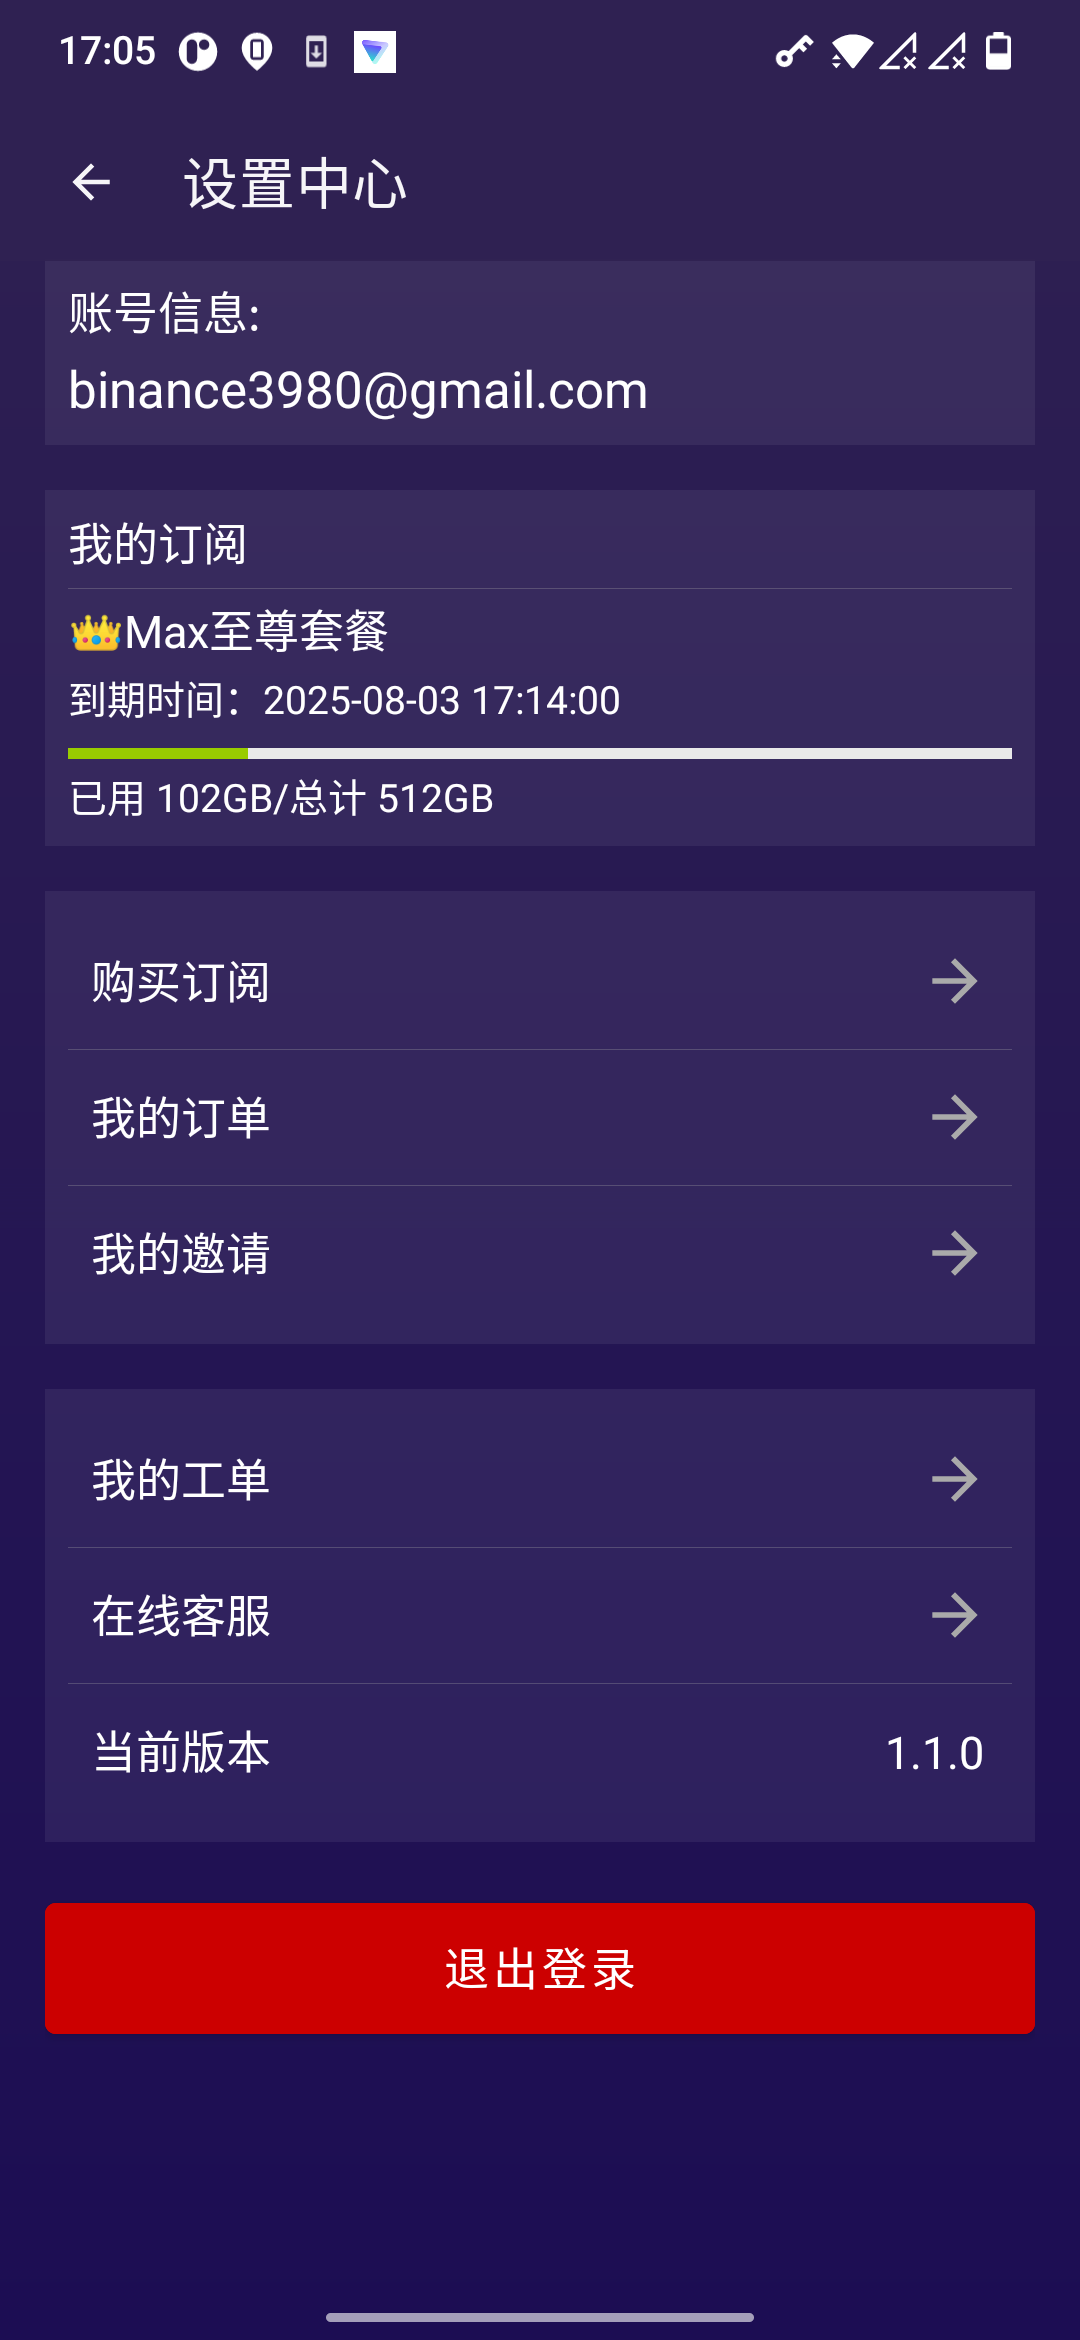 17:05
设置中心
账号信息:
binance3980@gmail.com
我的订阅
👑Max至尊套餐
到期时间：2025-08-03 17:14:00
已用 102GB/总计 512GB
购买订阅
我的订单
我的邀请
我的工单
在线客服
当前版本 1.1.0
退出登录